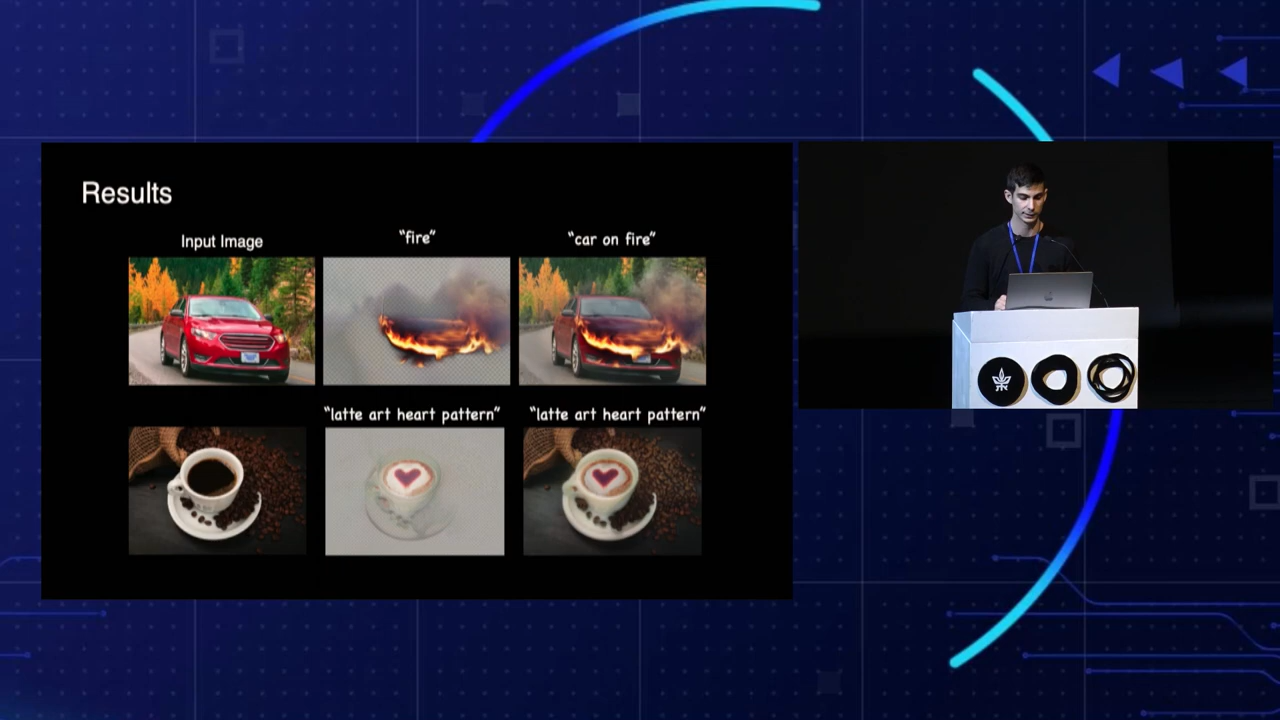 Results
Input Image
“fire”
“car on fire”
“latte art heart pattern”
“latte art heart pattern”